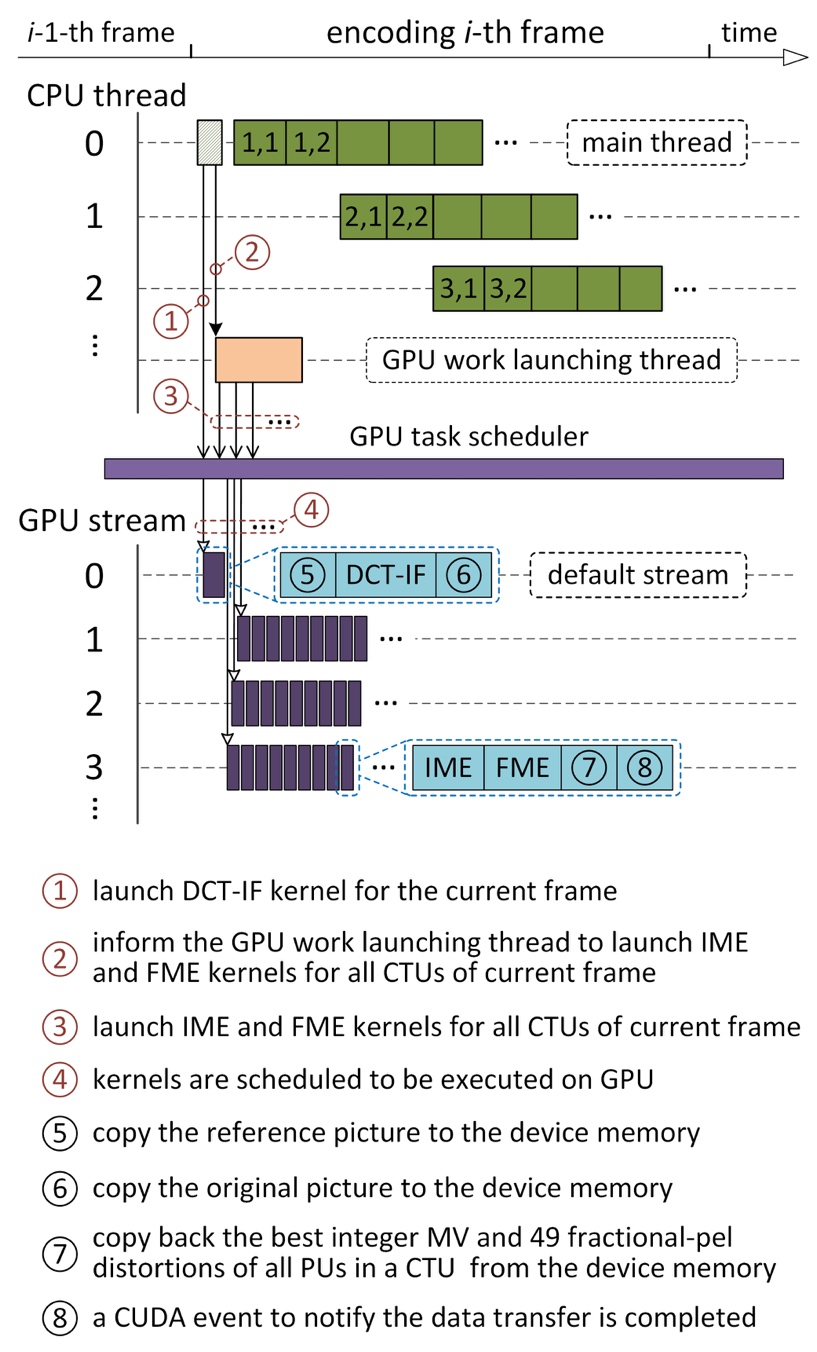 i-1-th frame encoding i-th frame time
CPU thread
0 1,1 1,2 ... main thread
1 2,1 2,2 ...
②
2 3,1 3,2 ...
①
⋮ GPU work launching thread
③ ...
GPU task scheduler
④
GPU stream ...
0 ⑤ DCT-IF ⑥ default stream
1 ...
2 ...
3 ... IME FME ⑦ ⑧
⋮
① launch DCT-IF kernel for the current frame
② inform the GPU work launching thread to launch IME
and FME kernels for all CTUs of current frame
③ launch IME and FME kernels for all CTUs of current frame
④ kernels are scheduled to be executed on GPU
⑤ copy the reference picture to the device memory
⑥ copy the original picture to the device memory
⑦ copy back the best integer MV and 49 fractional-pel
distortions of all PUs in a CTU from the device memory
⑧ a CUDA event to notify the data transfer is completed